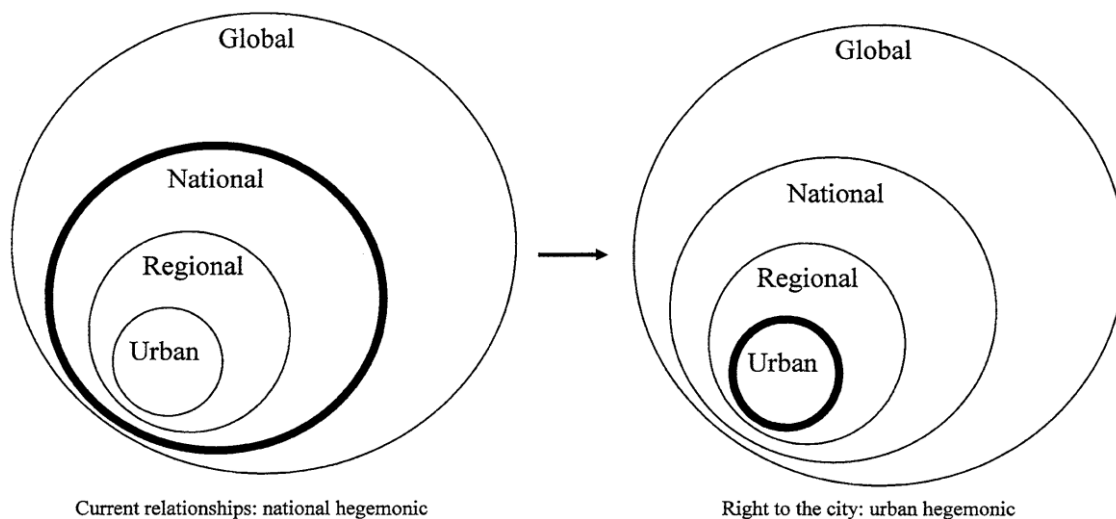 Global
National
Regional
Urban
Current relationships: national hegemonic
Global
National
Regional
Urban
Right to the city: urban hegemonic